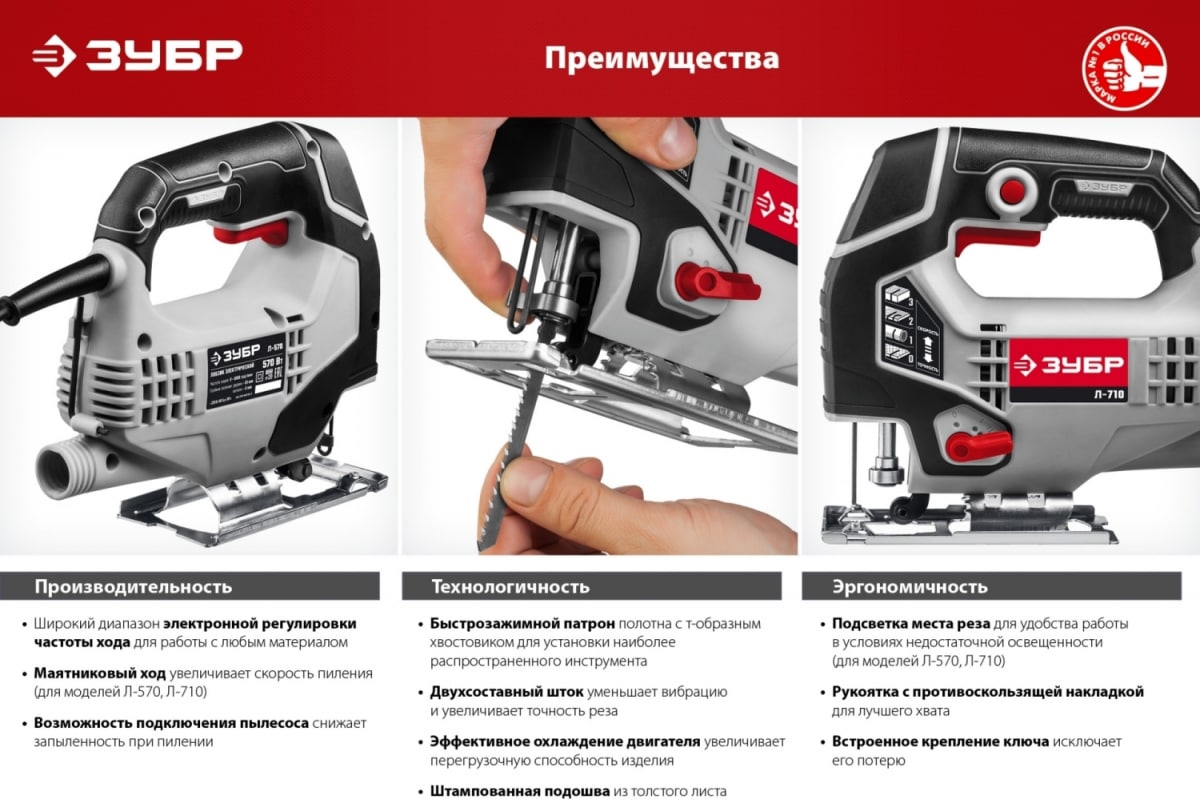 ЗУБР
Преимущества
МАРКА №1 В РОССИИ
ЗУБР
ЗУБР
Л-570
ЛОБЗИК ЭЛЕКТРИЧЕСКИЙ
570 Вт
ЗУ
ЗУБР
3
2
1
0
СКОРОСТЬ
ТОЧНОСТЬ
ЗУБР
Л-710
0
Производительность
• Широкий диапазон электронной регулировки
частоты хода для работы с любым материалом
• Маятниковый ход увеличивает скорость пиления
(для моделей Л-570, Л-710)
• Возможность подключения пылесоса снижает
запыленность при пилении
Технологичность
• Быстрозажимной патрон полотна с т-образным
хвостовиком для установки наиболее
распространенного инструмента
• Двухсоставный шток уменьшает вибрацию
и увеличивает точность реза
• Эффективное охлаждение двигателя увеличивает
перегрузочную способность изделия
• Штампованная подошва из толстого листа
Эргономичность
• Подсветка места реза для удобства работы
в условиях недостаточной освещенности
(для моделей Л-570, Л-710)
• Рукоятка с противоскользящей накладкой
для лучшего хвата
• Встроенное крепление ключа исключает
его потерю